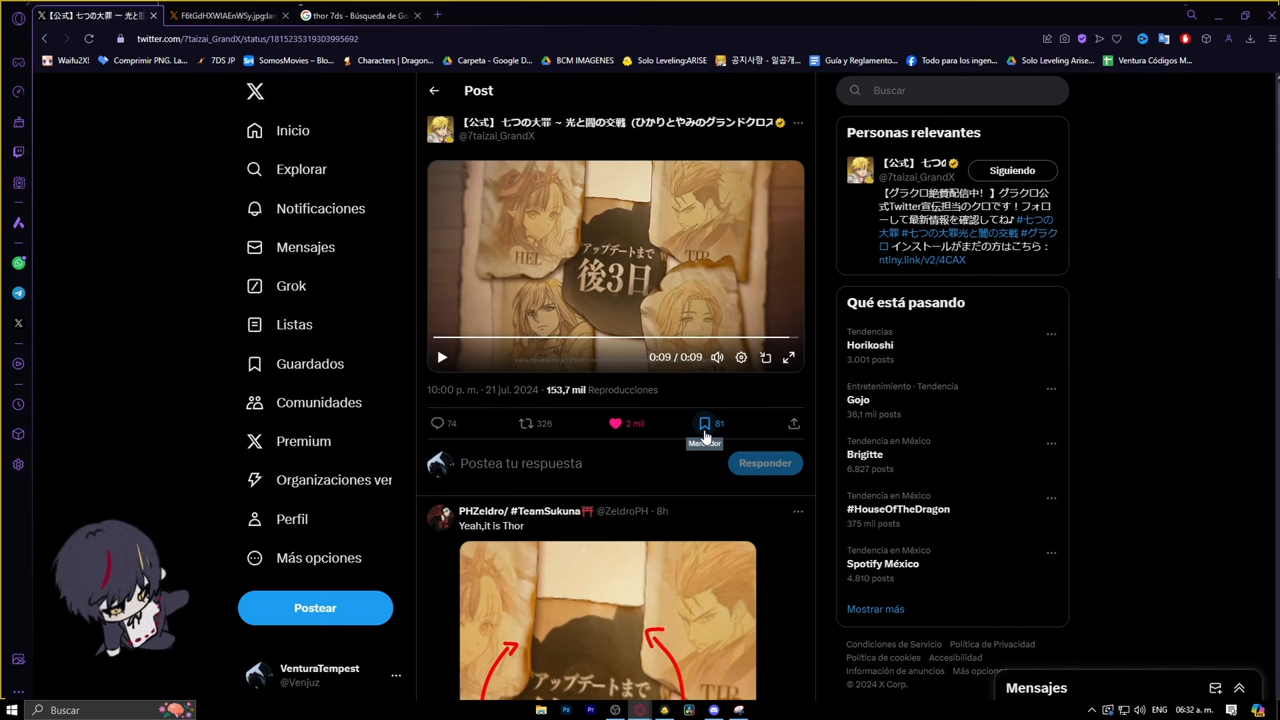 【公式】七つの大罪 ~ 光と闇
F6tGdHXWIAEnWSy.jpg:lar
thor 7ds - Búsqueda de Go
twitter.com/7taizai_GrandX/status/1815235319303995692
Waifu2X!
Comprimir PNG. La...
7DS JP
SomosMovies - Blo...
Characters | Dragon...
Carpeta - Google D...
BCM IMAGENES
Solo Leveling:ARISE
공지사항 - 일곱개...
Guía y Reglamento...
Todo para los ingen...
Solo Leveling Arise...
Ventura Códigos M...
Inicio
Explorar
Notificaciones
Mensajes
Grok
Listas
Guardados
Comunidades
Premium
Organizaciones ver
Perfil
Más opciones
Postear
VenturaTempest
@Venjuz
Post
【公式】七つの大罪 ~ 光と闇の交戦 (ひかりとやみのグランドクロス
@7taizai_GrandX
HEL
TIR
アップデートまで
後3日
0:09 / 0:09
10:00 p. m. · 21 jul. 2024 · 153,7 mil Reproducciones
74
326
2 mil
81
Postea tu respuesta
Responder
PHZeldro/ #TeamSukuna⛩ @ZeldroPH · 8h
Yeah,it is Thor
アップデートまで
Buscar
Personas relevantes
【公式】七つ
@7taizai_GrandX
Siguiendo
【グラクロ絶賛配信中！】グラクロ公
式Twitter宣伝担当のクロです！フォロ
ーして最新情報を確認してね♪ #七つの
大罪 #七つの大罪光と闇の交戦 #グラク
ロ インストールがまだの方はこちら：
ntiny.link/v2/4CAX
Qué está pasando
Tendencias
Horikoshi
3.001 posts
Entretenimiento · Tendencia
Gojo
36,1 mil posts
Tendencia en México
Brigitte
6.827 posts
Tendencia en México
#HouseOfTheDragon
375 mil posts
Tendencia en México
Spotify México
4.810 posts
Mostrar más
Condiciones de Servicio Política de Privacidad
Política de cookies Accesibilidad
Información de anuncios Más opciones
© 2024 X Corp.
Mensajes
Buscar
ENG
06:32 a. m.